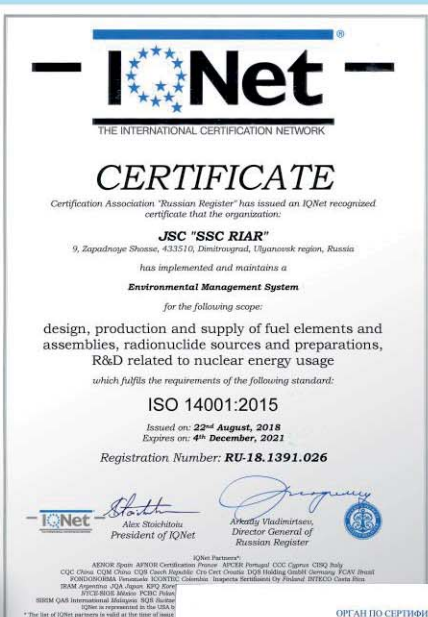 IQNet
®
THE INTERNATIONAL CERTIFICATION NETWORK
CERTIFICATE
Certification Association "Russian Register" has issued an IQNet recognized
certificate that the organization:
JSC "SSC RIAR"
9, Zapadnoye Shosse, 433510, Dimitrovgrad, Ulyanovsk region, Russia
has implemented and maintains a
Environmental Management System
for the following scope:
design, production and supply of fuel elements and
assemblies, radionuclide sources and preparations,
R&D related to nuclear energy usage
which fulfils the requirements of the following standard:
ISO 14001:2015
Issued on: 22nd August, 2018
Expires on: 4th December, 2021
Registration Number: RU-18.1391.026
IQNet
Alex Stoichitoiu
President of IQNet
Arkady Vladimirtsev,
Director General of
Russian Register
IQNet Partners*:
AENOR Spain AFNOR Certification France APCER Portugal CCC Cyprus CISQ Italy
CQC China CQM China CQS Czech Republic Cro Cert Croatia DQS Holding GmbH Germany FCAV Brazil
FONDONORMA Venezuela ICONTEC Colombia Inspecta Sertifiointi Oy Finland INTECO Costa Rica
IRAM Argentina JQA Japan KFQ Korea
SIRIM QAS International Malaysia SQS
IQNet is represented in the USA b
* The list of IQNet partners is valid at the time of issue
ОРГАН ПО СЕРТИФИ